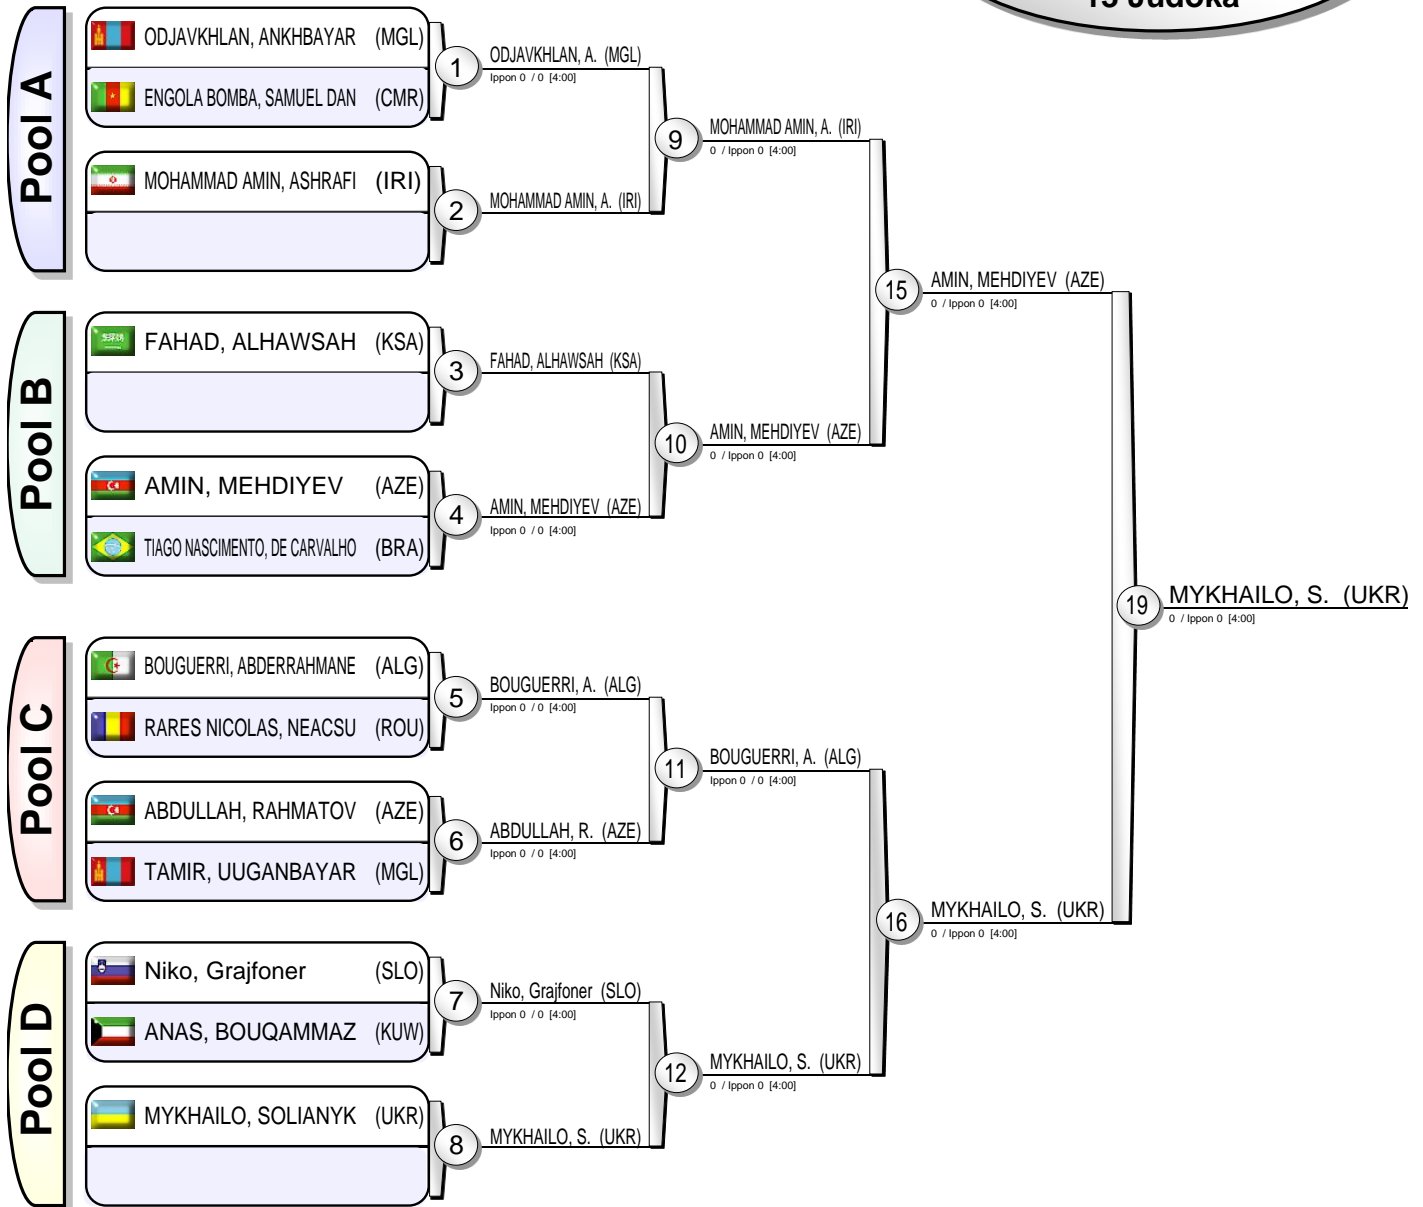 13 Judoka
Pool A
ODJAVKHLAN, ANKHBAYAR (MGL)
ENGOLA BOMBA, SAMUEL DAN (CMR)
1
ODJAVKHLAN, A. (MGL)
Ippon 0 / 0 [4:00]
MOHAMMAD AMIN, ASHRAFI (IRI)
2
MOHAMMAD AMIN, A. (IRI)
9
MOHAMMAD AMIN, A. (IRI)
0 / Ippon 0 [4:00]
Pool B
FAHAD, ALHAWSAH (KSA)
3
FAHAD, ALHAWSAH (KSA)
AMIN, MEHDIYEV (AZE)
TIAGO NASCIMENTO, DE CARVALHO (BRA)
4
AMIN, MEHDIYEV (AZE)
Ippon 0 / 0 [4:00]
10
AMIN, MEHDIYEV (AZE)
0 / Ippon 0 [4:00]
15
AMIN, MEHDIYEV (AZE)
0 / Ippon 0 [4:00]
Pool C
BOUGUERRI, ABDERRAHMANE (ALG)
RARES NICOLAS, NEACSU (ROU)
5
BOUGUERRI, A. (ALG)
Ippon 0 / 0 [4:00]
ABDULLAH, RAHMATOV (AZE)
TAMIR, UUGANBAYAR (MGL)
6
ABDULLAH, R. (AZE)
Ippon 0 / 0 [4:00]
11
BOUGUERRI, A. (ALG)
Ippon 0 / 0 [4:00]
Pool D
Niko, Grajfoner (SLO)
ANAS, BOUQAMMAZ (KUW)
7
Niko, Grajfoner (SLO)
Ippon 0 / 0 [4:00]
MYKHAILO, SOLIANYK (UKR)
8
MYKHAILO, S. (UKR)
12
MYKHAILO, S. (UKR)
0 / Ippon 0 [4:00]
16
MYKHAILO, S. (UKR)
0 / Ippon 0 [4:00]
19
MYKHAILO, S. (UKR)
0 / Ippon 0 [4:00]